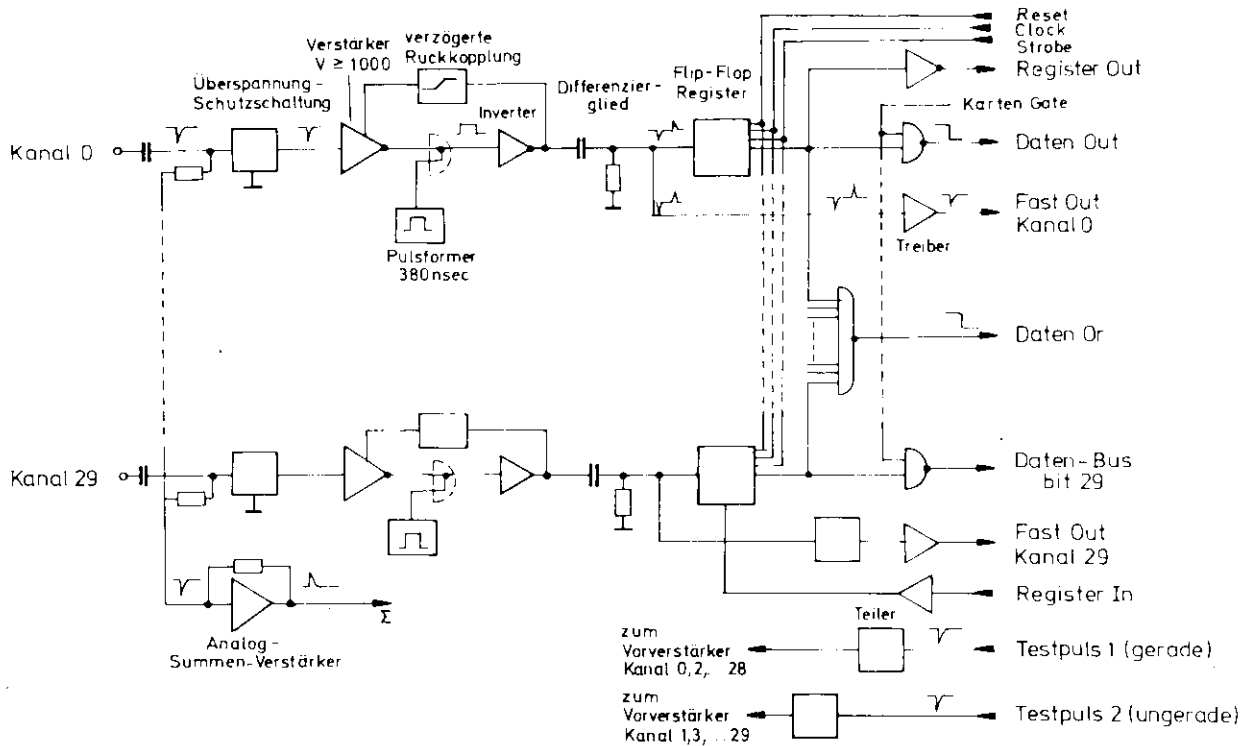 Reset
Clock
Strobe
Register Out
Karten Gate
Daten Out
Fast Out
Kanal 0
Treiber
Daten Or
Verstärker
V ≥ 1000
verzögerte
Ruckkopplung
Überspannung-
Schutzschaltung
Inverter
Differenzier-
glied
Flip-Flop
Register
Kanal 0
Pulsformer
380nsec
Kanal 29
Daten-Bus
bit 29
Fast Out
Kanal 29
Register In
Σ
Analog-
Summen-Verstärker
Teiler
zum
Vorverstärker
Kanal 0,2,.. 28
Testpuls 1 (gerade)
zum
Vorverstärker
Kanal 1,3, .. 29
Testpuls 2 (ungerade)